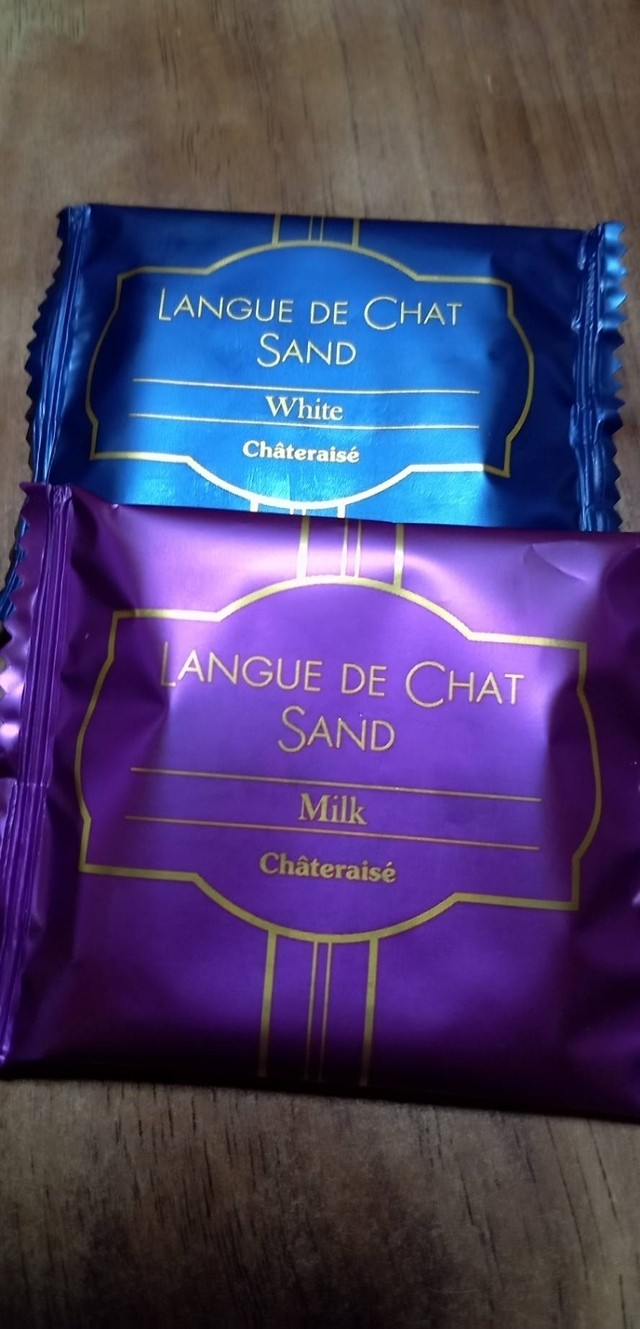 LANGUE DE CHAT
SAND
White
Châteraisé
LANGUE DE CHAT
SAND
Milk
Châteraisé